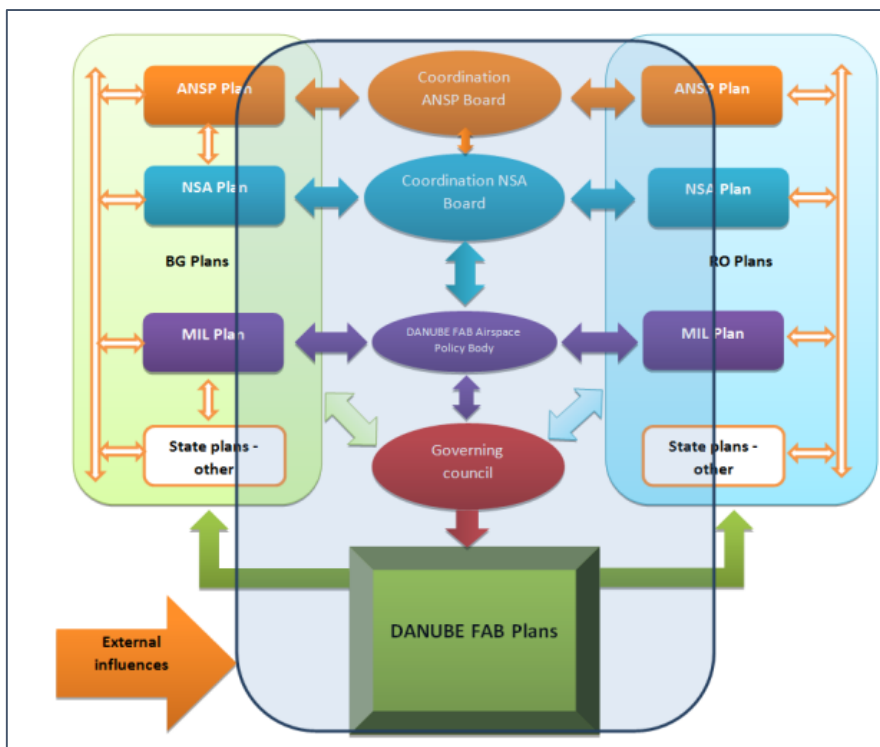 ANSP Plan
Coordination
ANSP Board
ANSP Plan
NSA Plan
Coordination NSA
Board
NSA Plan
BG Plans
RO Plans
MIL Plan
DANUBE FAB Airspace
Policy Body
MIL Plan
State plans -
other
Governing
council
State plans -
other
DANUBE FAB Plans
External
influences